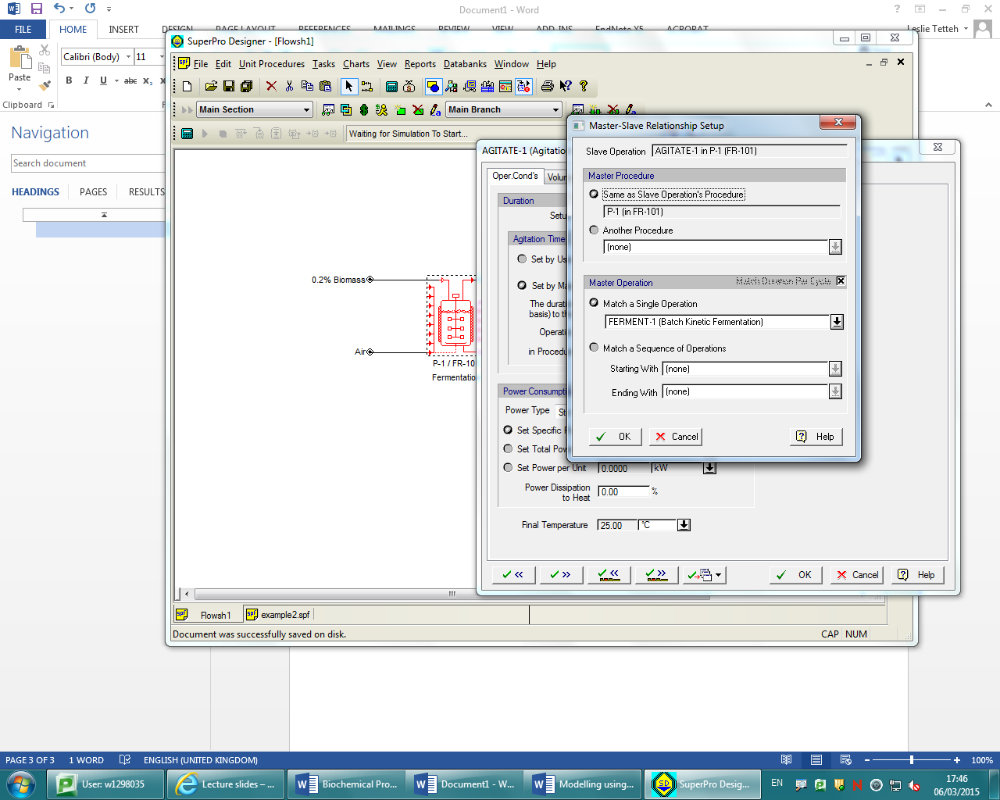 Document1 - Word
FILE HOME INSERT DESIGN PAGE LAYOUT REFERENCES MAILINGS REVIEW VIEW ADD-INS EndNote X5 ACROBAT Leslie Tetteh
Calibri (Body) 11
Paste
B I U abc x₂
Clipboard
Navigation
Search document
HEADINGS PAGES RESULTS
SuperPro Designer - [Flowsh1]
File Edit Unit Procedures Tasks Charts View Reports Databanks Window Help
Main Section Main Branch
Waiting for Simulation To Start...
0.2% Biomass
Air
P-1 / FR-10
Fermentatio
Flowsh1 example2.spf
Document was successfully saved on disk.
CAP NUM
AGITATE-1 (Agitation
Oper.Cond's Volu
Duration
Setu
Agitation Time
Set by Us
Set by Ma
The durati
basis) to th
Operati
in Procedu
Power Consumpti
Power Type St
Set Specific P
Set Total Pow
Set Power per Unit 0.0000 kW
Power Dissipation
to Heat 0.00 %
Final Temperature 25.00 °C
OK Cancel Help
Master-Slave Relationship Setup
Slave Operation AGITATE-1 in P-1 (FR-101)
Master Procedure
Same as Slave Operation's Procedure
P-1 (in FR-101)
Another Procedure
(none)
Master Operation Match Duration Per Cycle
Match a Single Operation
FERMENT-1 (Batch Kinetic Fermentation)
Match a Sequence of Operations
Starting With (none)
Ending With (none)
OK Cancel Help
PAGE 3 OF 3 1 WORD ENGLISH (UNITED KINGDOM) 100%
User: w1298035 Lecture slides – ... Biochemical Pro... Document1 - W... Modelling using... SuperPro Desig... EN 17:46
06/03/2015